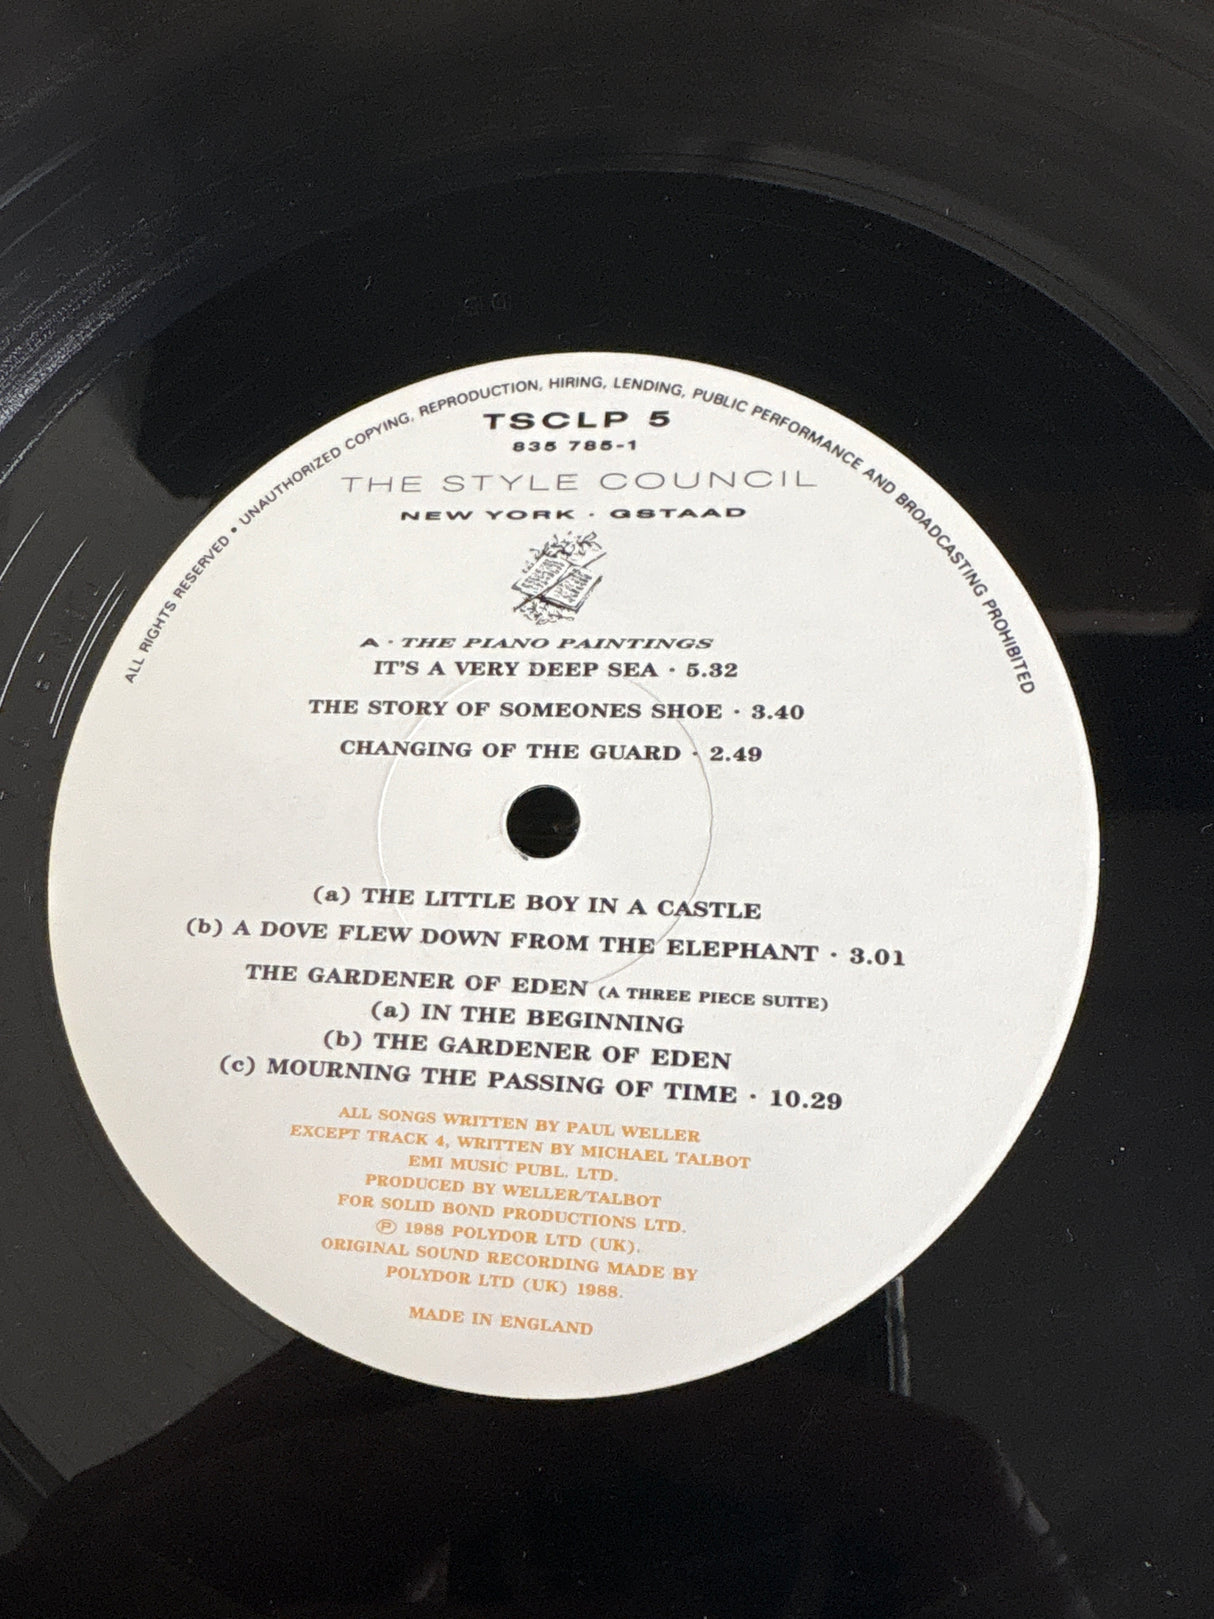 ALL RIGHTS RESERVED • UNAUTHORIZED COPYING, REPRODUCTION, HIRING, LENDING, PUBLIC PERFORMANCE AND BROADCASTING PROHIBITED
TSCLP 5
835 785-1
THE STYLE COUNCIL
NEW YORK · GSTAAD
A · THE PIANO PAINTINGS
IT'S A VERY DEEP SEA · 5.32
THE STORY OF SOMEONES SHOE · 3.40
CHANGING OF THE GUARD · 2.49
(a) THE LITTLE BOY IN A CASTLE
(b) A DOVE FLEW DOWN FROM THE ELEPHANT · 3.01
THE GARDENER OF EDEN (A THREE PIECE SUITE)
(a) IN THE BEGINNING
(b) THE GARDENER OF EDEN
(c) MOURNING THE PASSING OF TIME · 10.29
ALL SONGS WRITTEN BY PAUL WELLER
EXCEPT TRACK 4, WRITTEN BY MICHAEL TALBOT
EMI MUSIC PUBL. LTD.
PRODUCED BY WELLER/TALBOT
FOR SOLID BOND PRODUCTIONS LTD.
℗ 1988 POLYDOR LTD (UK).
ORIGINAL SOUND RECORDING MADE BY
POLYDOR LTD (UK) 1988.
MADE IN ENGLAND